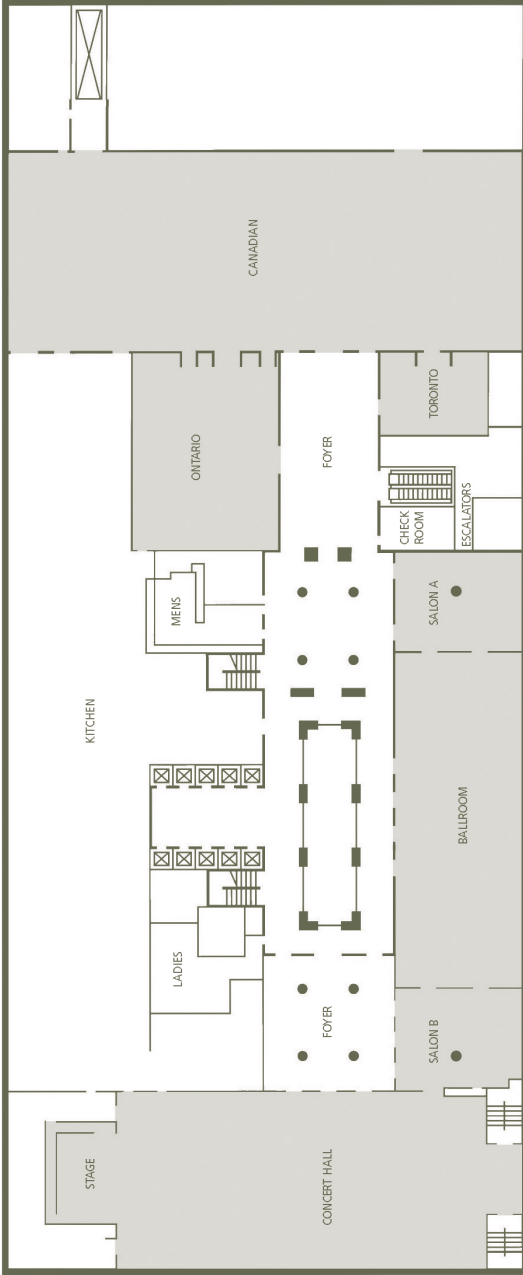 CANADIAN
ONTARIO
FOYER
TORONTO
CHECK
ROOM
ESCALATORS
MENS
SALON A
KITCHEN
BALLROOM
LADIES
FOYER
SALON B
STAGE
CONCERT HALL